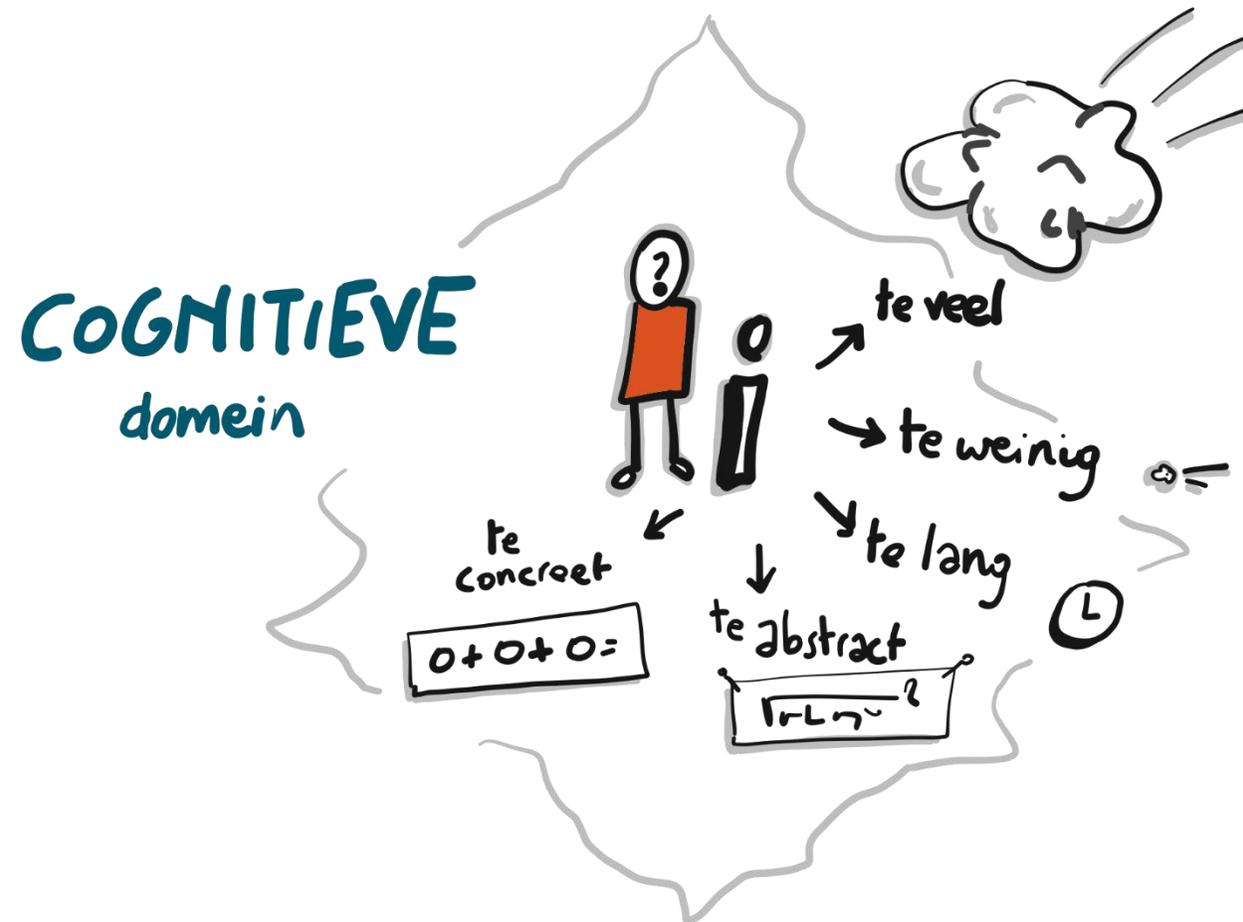 COGNITIEVE
domein
?
te veel
te weinig
te lang
te
concreet
0+0+0=
te abstract